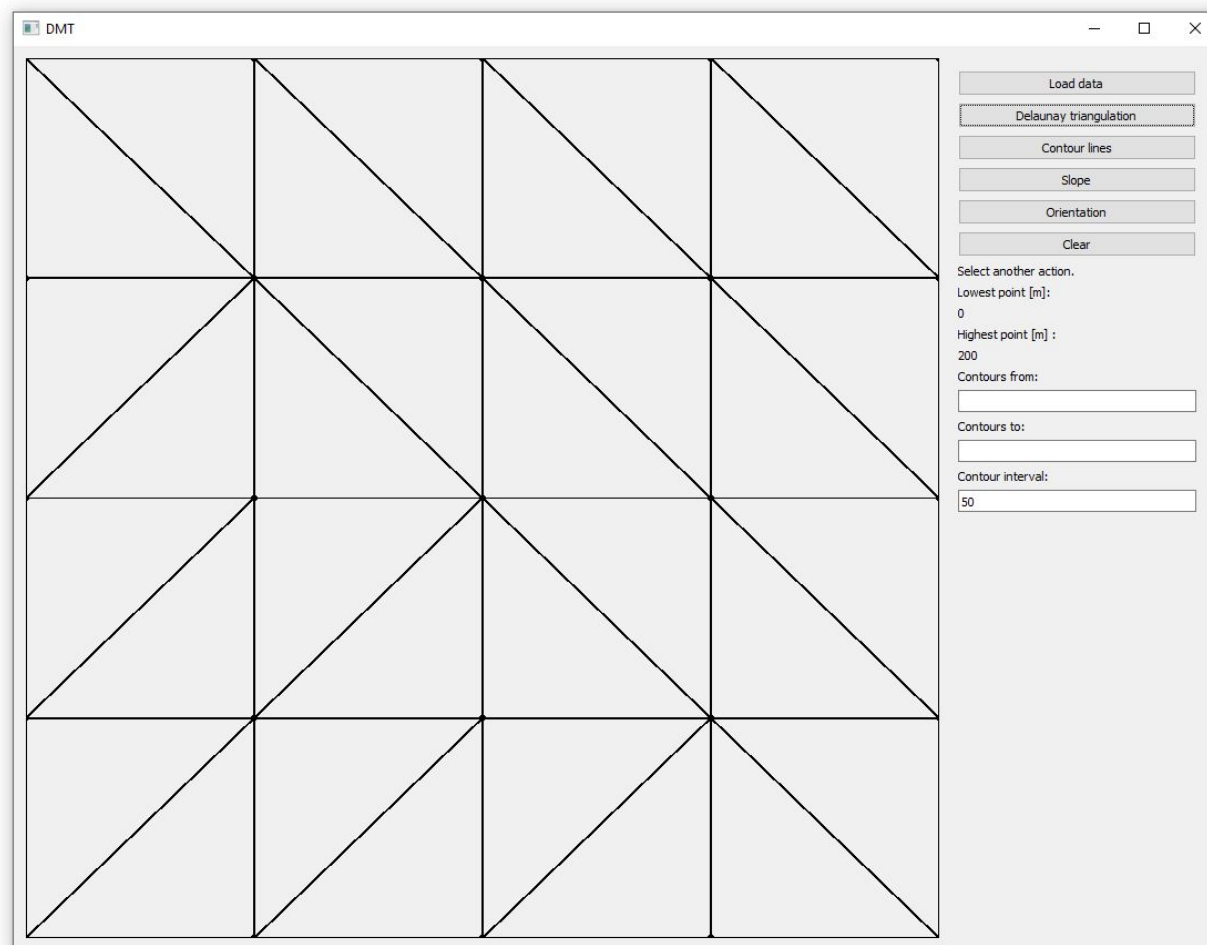 DMT
Load data
Delaunay triangulation
Contour lines
Slope
Orientation
Clear
Select another action.
Lowest point [m]:
0
Highest point [m] :
200
Contours from:
Contours to:
Contour interval:
50